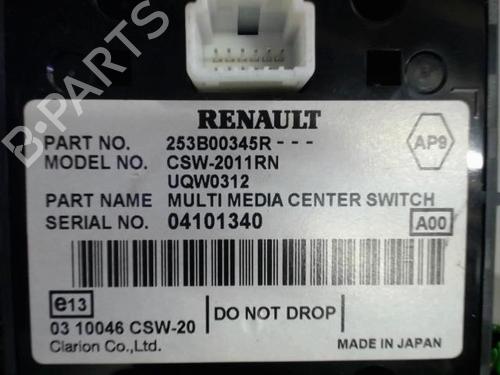 RENAULT
PART NO. 253B00345R - - -
AP9
MODEL NO. CSW-2011RN
UQW0312
PART NAME MULTI MEDIA CENTER SWITCH
SERIAL NO. 04101340
A00
e13
DO NOT DROP
03 10046 CSW-20
Clarion Co.,Ltd.
MADE IN JAPAN